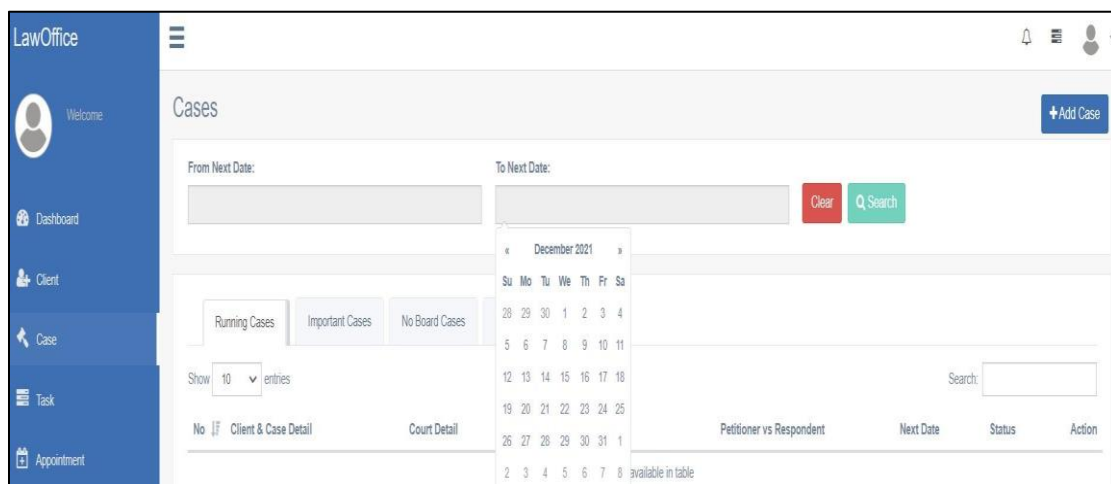 LawOffice
Welcome
Dashboard
Client
Case
Task
Appointment
Cases
+Add Case
From Next Date:
To Next Date:
Clear
Search
« December 2021 »
Su Mo Tu We Th Fr Sa
28 29 30 1 2 3 4
5 6 7 8 9 10 11
12 13 14 15 16 17 18
19 20 21 22 23 24 25
26 27 28 29 30 31 1
2 3 4 5 6 7 8
Running Cases Important Cases No Board Cases
Show 10 entries
Search:
No Client & Case Detail Court Detail Petitioner vs Respondent Next Date Status Action
available in table